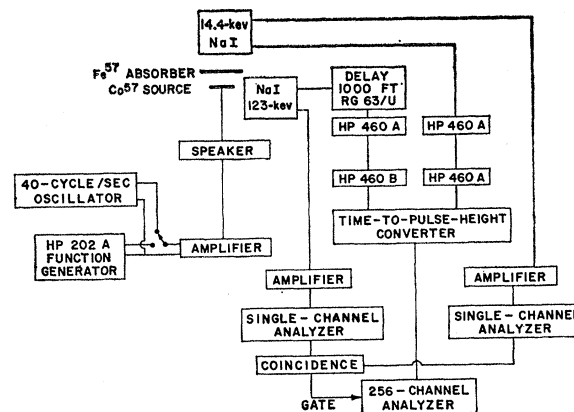 14.4-kev
NaI
Fe57 ABSORBER
Co57 SOURCE
NaI
123-kev
DELAY
1000 FT
RG 63/U
HP 460 A
HP 460 A
SPEAKER
HP 460 B
HP 460 A
40-CYCLE/SEC
OSCILLATOR
TIME-TO-PULSE-HEIGHT
CONVERTER
HP 202 A
FUNCTION
GENERATOR
AMPLIFIER
AMPLIFIER
AMPLIFIER
SINGLE-CHANNEL
ANALYZER
SINGLE-CHANNEL
ANALYZER
COINCIDENCE
GATE
256-CHANNEL
ANALYZER